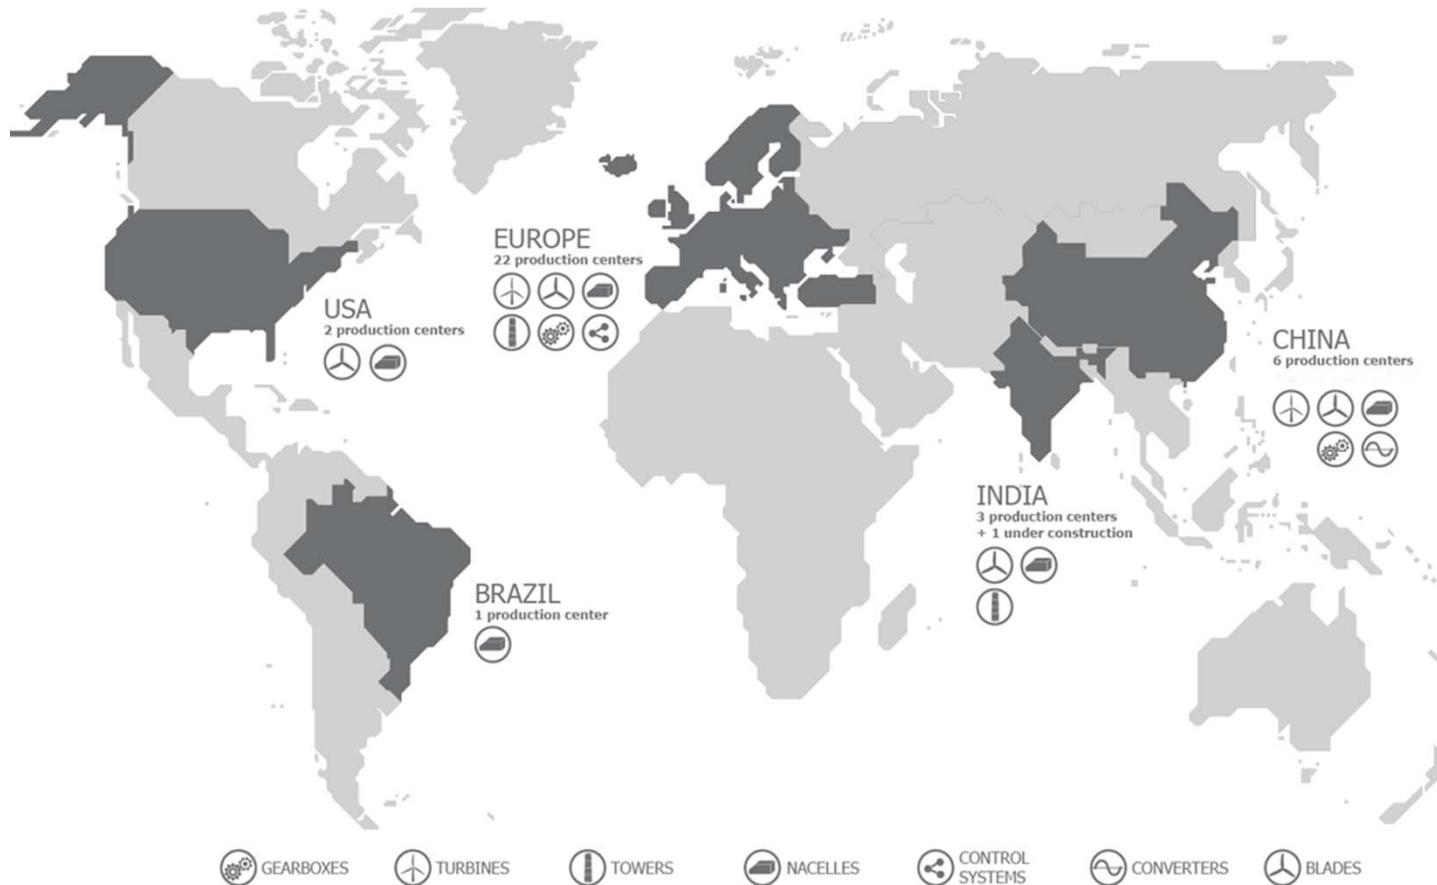 EUROPE
22 production centers
USA
2 production centers
CHINA
6 production centers
INDIA
3 production centers
+ 1 under construction
BRAZIL
1 production center
GEARBOXES
TURBINES
TOWERS
NACELLES
CONTROL
SYSTEMS
CONVERTERS
BLADES